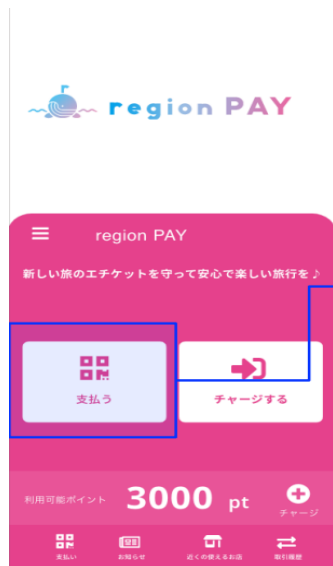 region PAY
region PAY
新しい旅のエチケットを守って安心で楽しい旅行を♪
支払う
チャージする
利用可能ポイント 3000 pt チャージ
支払い お知らせ 近くの使えるお店 取引履歴